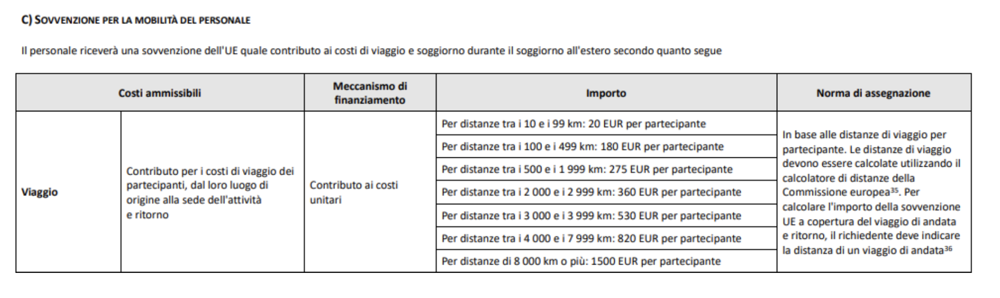 C) SOVVENZIONE PER LA MOBILITÀ DEL PERSONALE
Il personale riceverà una sovvenzione dell'UE quale contributo ai costi di viaggio e soggiorno durante il soggiorno all'estero secondo quanto segue
Costi ammissibili
Meccanismo di
finanziamento
Importo
Norma di assegnazione
Viaggio
Contributo per i costi di viaggio dei
partecipanti, dal loro luogo di
origine alla sede dell'attività
e ritorno
Contributo ai costi
unitari
Per distanze tra i 10 e i 99 km: 20 EUR per partecipante
Per distanze tra i 100 e i 499 km: 180 EUR per partecipante
Per distanze tra i 500 e i 1 999 km: 275 EUR per partecipante
Per distanze tra i 2 000 e i 2 999 km: 360 EUR per partecipante
Per distanze tra i 3 000 e i 3 999 km: 530 EUR per partecipante
Per distanze tra i 4 000 e i 7 999 km: 820 EUR per partecipante
Per distanze di 8 000 km o più: 1500 EUR per partecipante
In base alle distanze di viaggio per
partecipante. Le distanze di viaggio
devono essere calcolate utilizzando il
calcolatore di distanze della
Commissione europea³⁵. Per
calcolare l'importo della sovvenzione
UE a copertura del viaggio di andata
e ritorno, il richiedente deve indicare
la distanza di un viaggio di andata³⁶